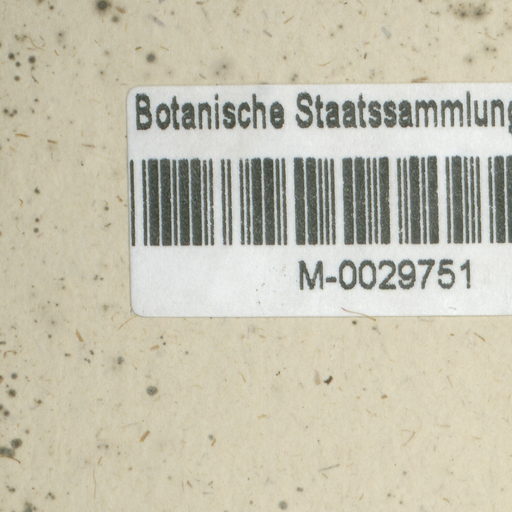 Botanische Staatssammlung
M-0029751